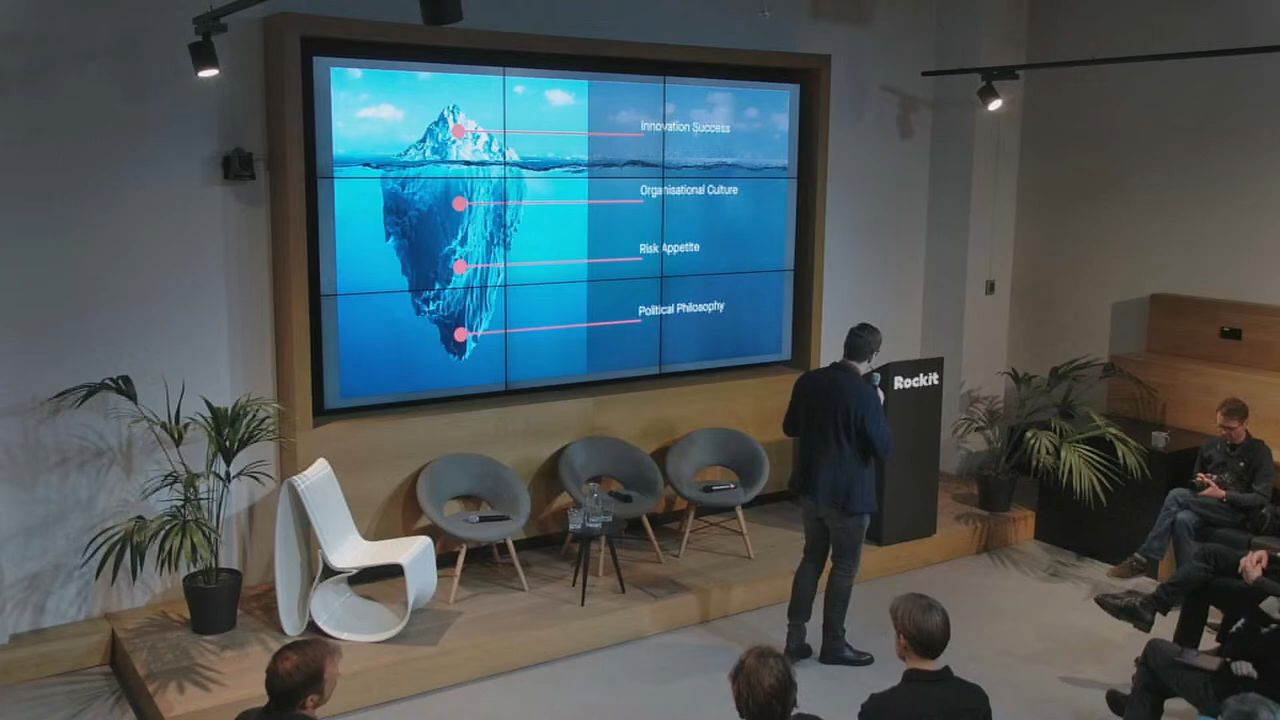 Innovation Success
Organisational Culture
Risk Appetite
Political Philosophy
Rockit